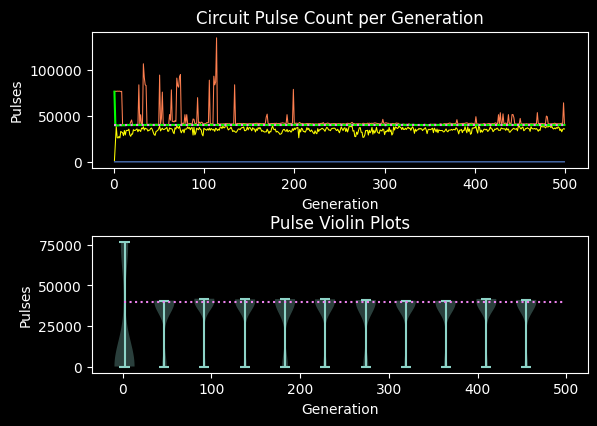 Circuit Pulse Count per Generation
100000
50000
0
Pulses
0 100 200 300 400 500
Generation
Pulse Violin Plots
75000
50000
25000
0
Pulses
0 100 200 300 400 500
Generation